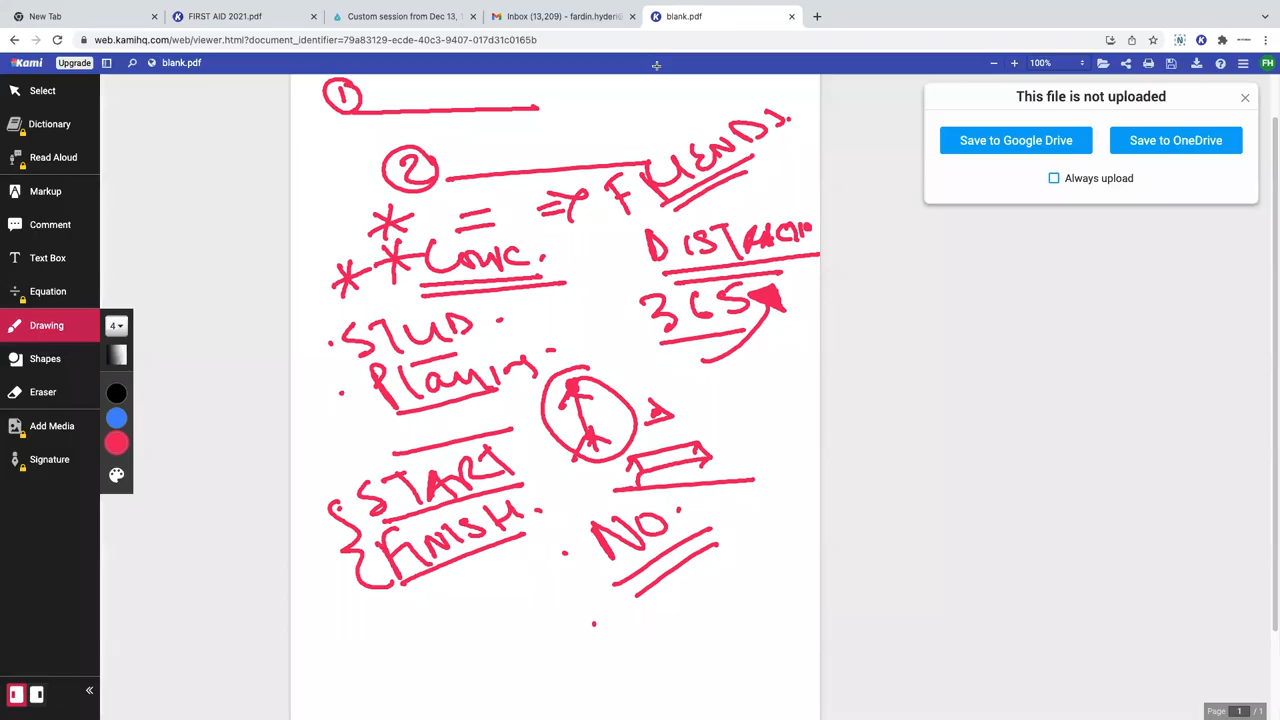 New Tab
FIRST AID 2021.pdf
Custom session from Dec 13,
Inbox (13,209) - fardin.hyderi@
blank.pdf
web.kamihq.com/web/viewer.html?document_identifier=79a83129-ecde-40c3-9407-017d31c0165b
Kami Upgrade blank.pdf 100% FH
Select
Dictionary
Read Aloud
Markup
Comment
Text Box
Equation
Drawing
Shapes
Eraser
Add Media
Signature
4
This file is not uploaded
Save to Google Drive
Save to OneDrive
Always upload
1
2
* = => FRIENDS.
** Conc.
DISTRACTIO
365
. STUD .
. Playing.
START
FINISH.
. NO.
Page 1 / 1